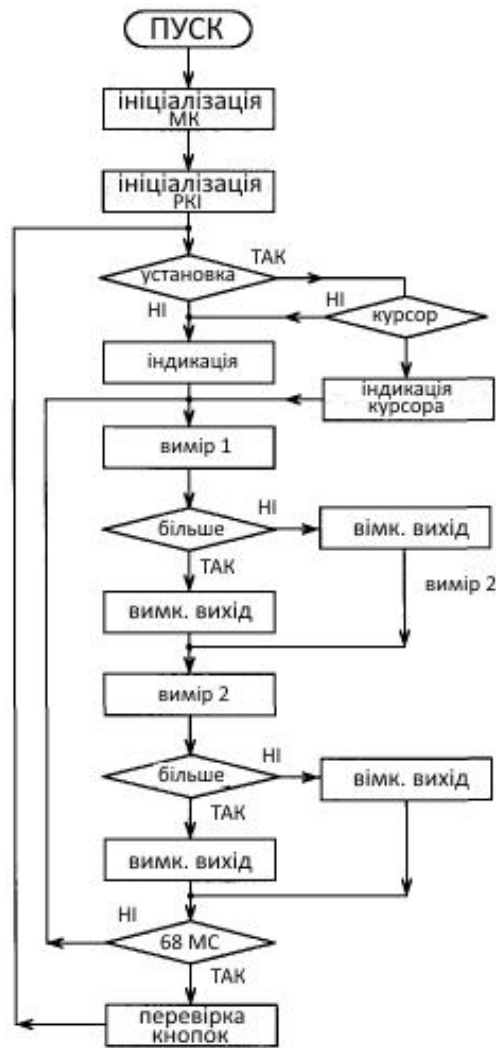 ПУСК
ініціалізація
МК
ініціалізація
РКІ
ТАК
установка
НІ
НІ
курсор
індикація
індикація
курсора
вимір 1
НІ
більше
вімк. вихід
ТАК
вимір 2
вимк. вихід
вимір 2
НІ
більше
вімк. вихід
ТАК
вимк. вихід
НІ
68 МС
ТАК
перевірка
кнопок